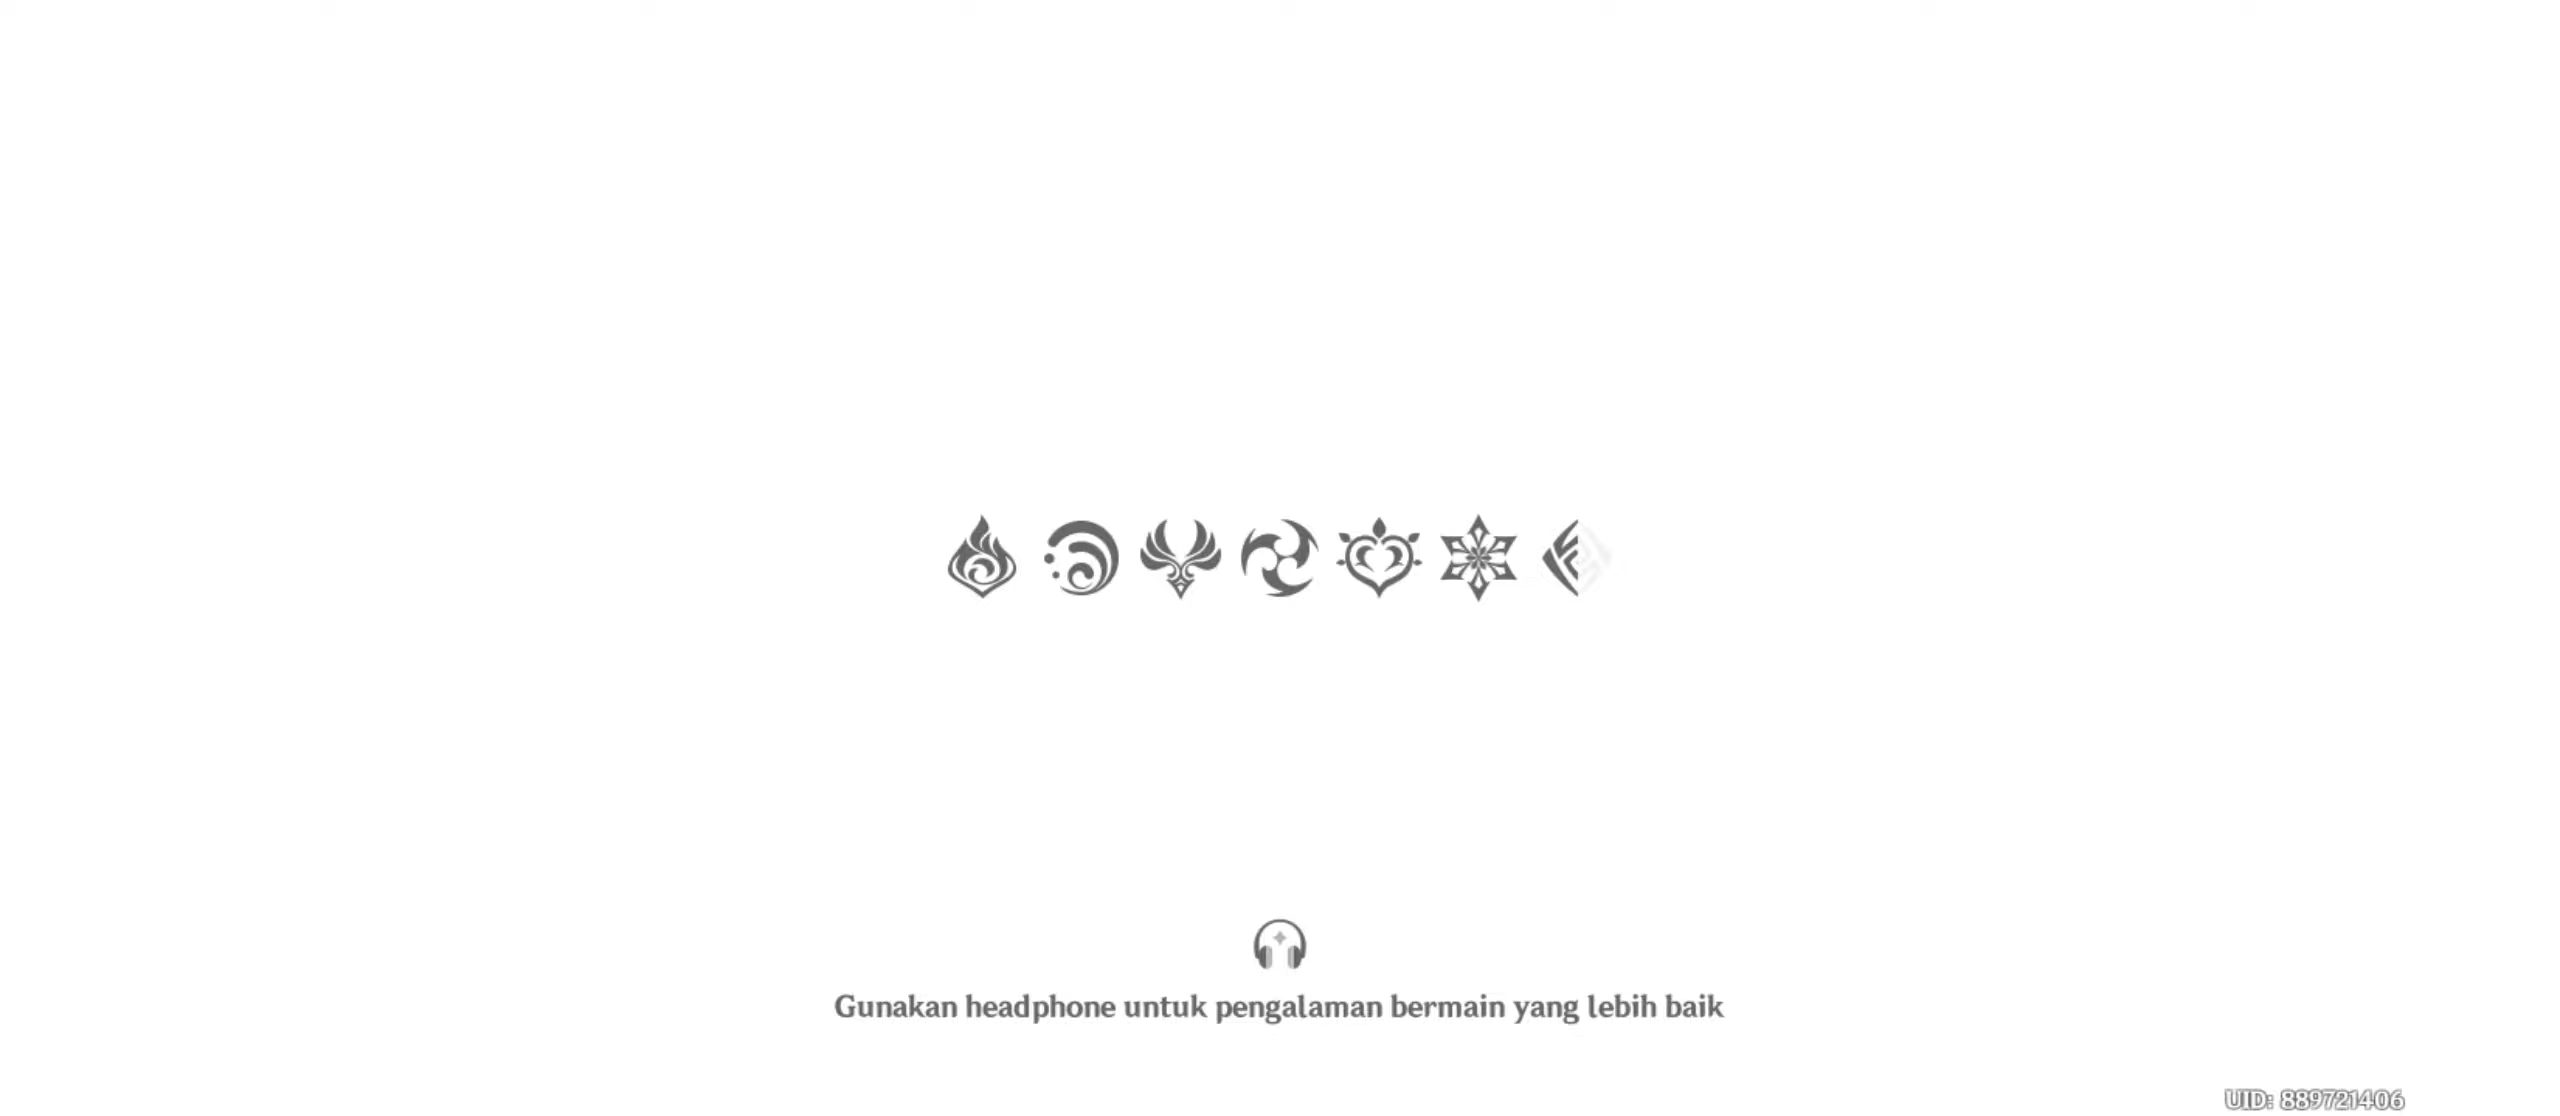 Gunakan headphone untuk pengalaman bermain yang lebih baik
UID: 889721406